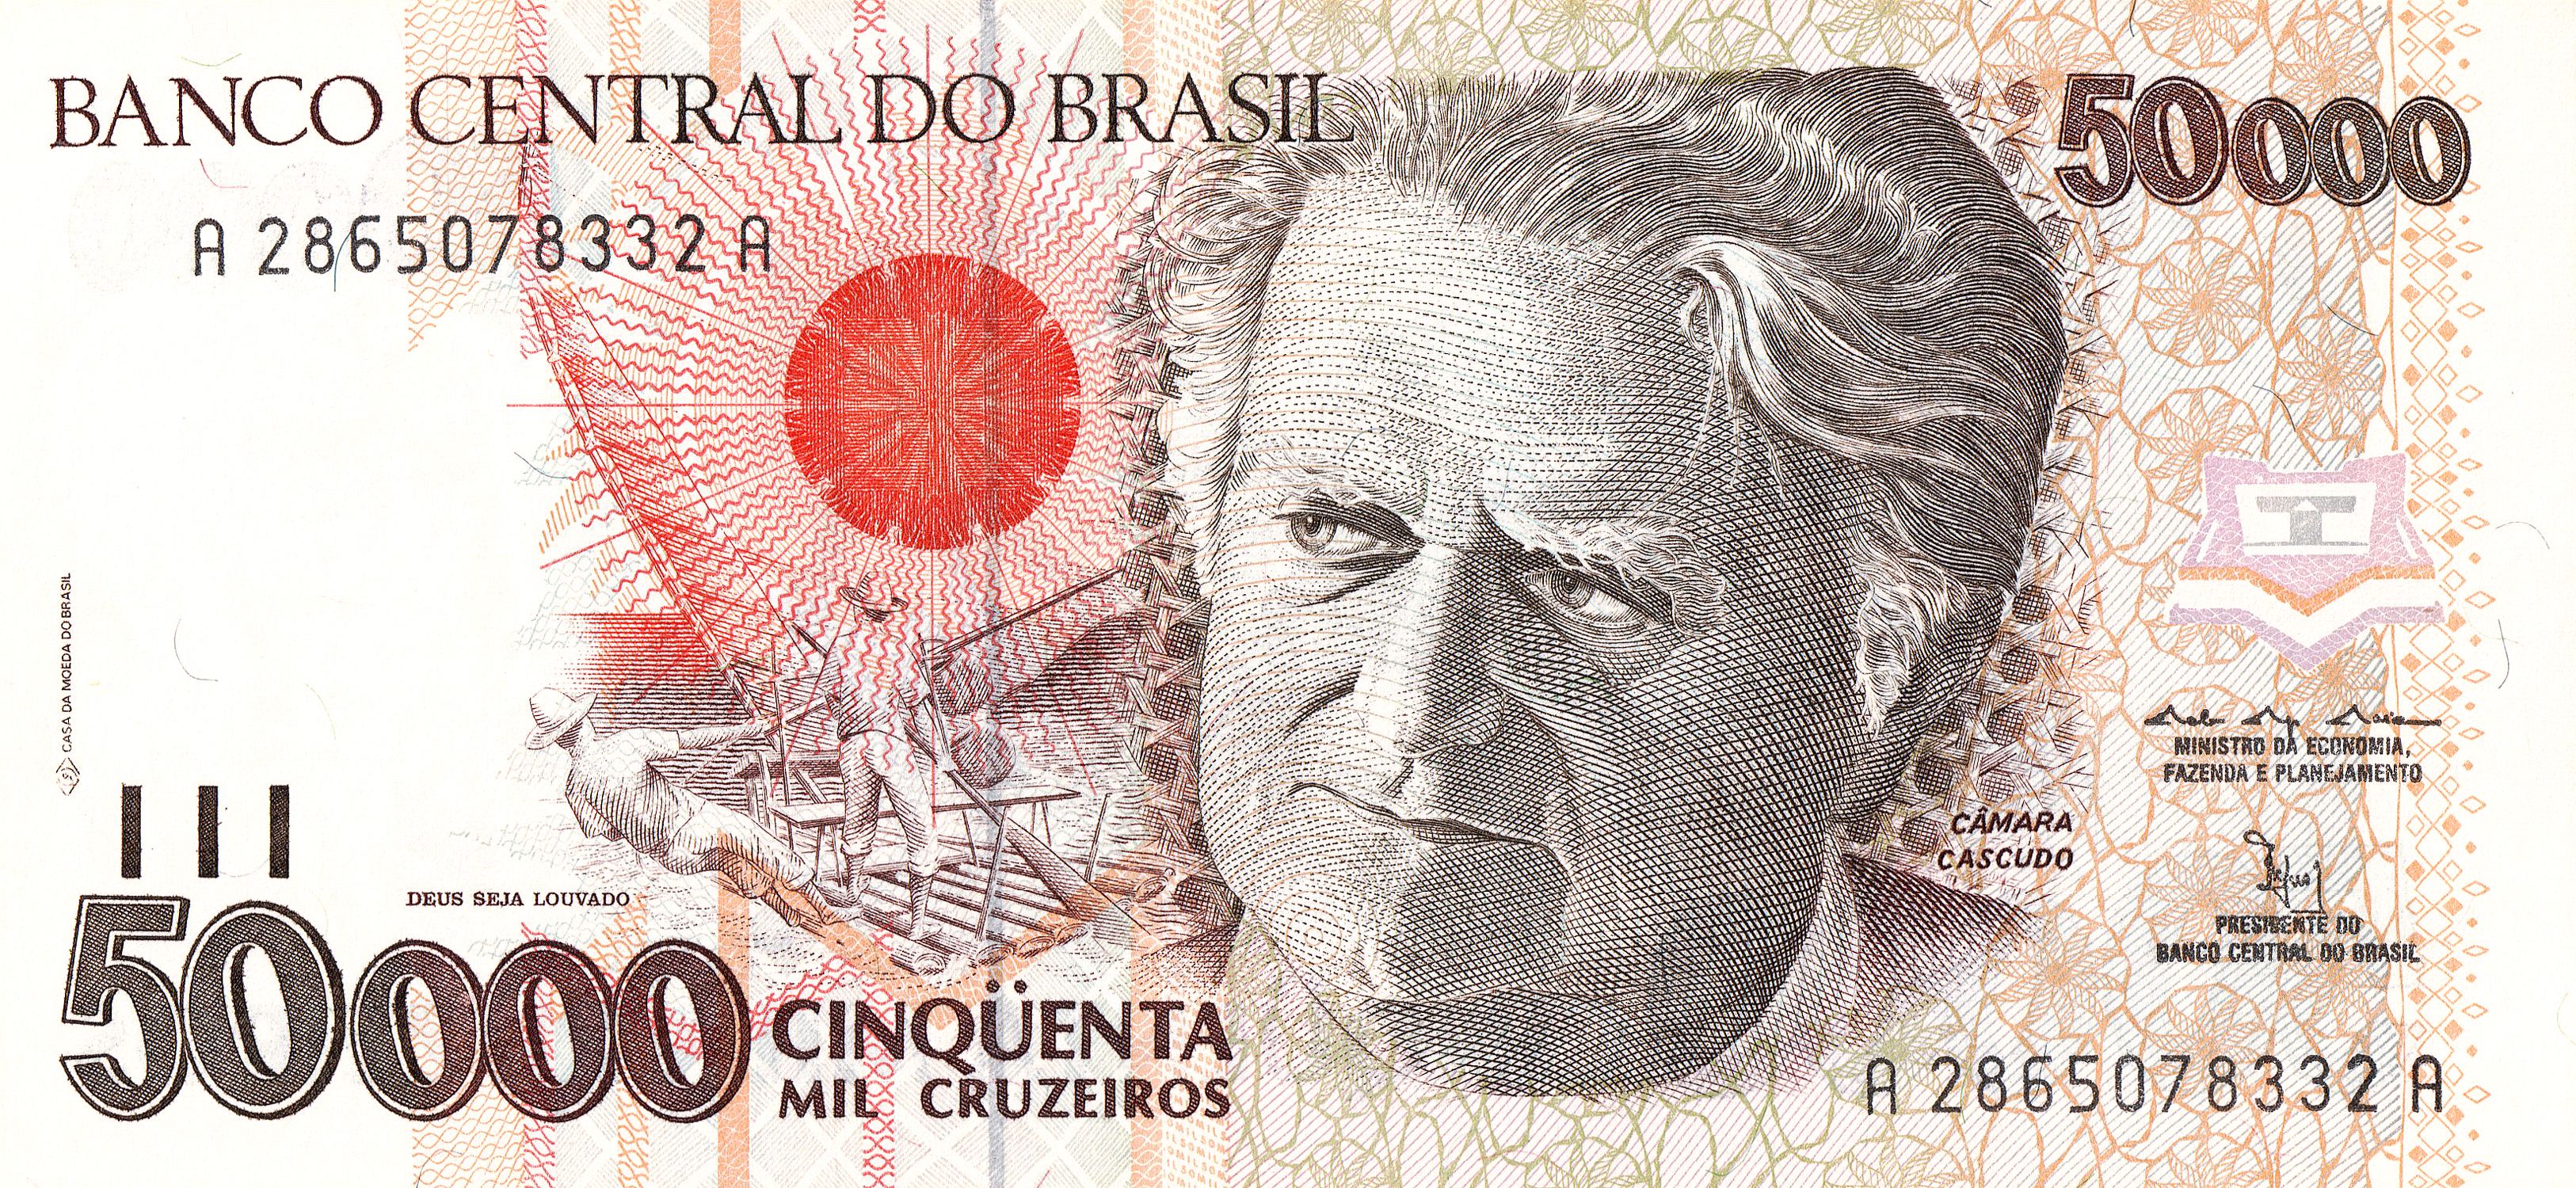 BANCO CENTRAL DO BRASIL
50000
A 2865078332 A
CASA DA MOEDA DO BRASIL
MINISTRO DA ECONOMIA,
FAZENDA E PLANEJAMENTO
CÂMARA
CASCUDO
DEUS SEJA LOUVADO
PRESIDENTE DO
BANCO CENTRAL DO BRASIL
50000
CINQÜENTA
MIL CRUZEIROS
A 2865078332 A